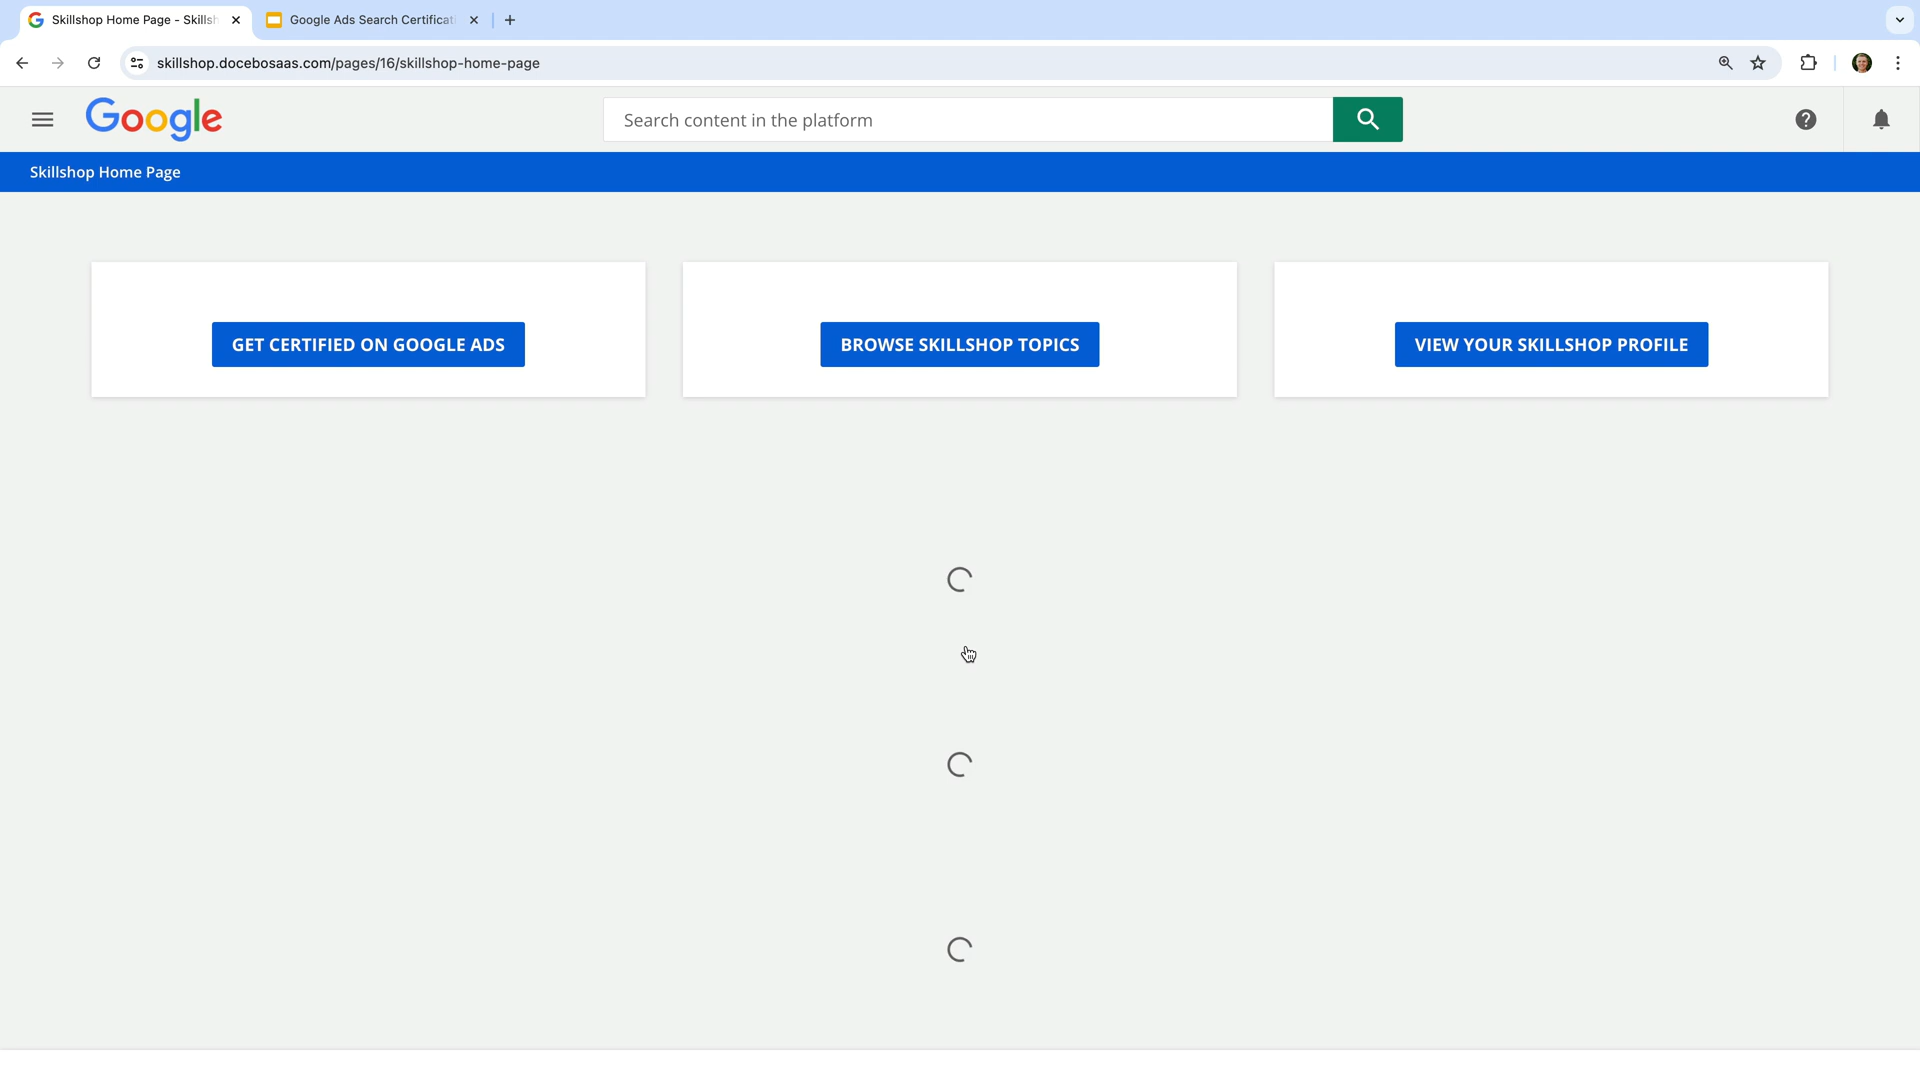 Skillshop Home Page - Skillsh
Google Ads Search Certificati
skillshop.docebosaas.com/pages/16/skillshop-home-page
Google
Search content in the platform
Skillshop Home Page
GET CERTIFIED ON GOOGLE ADS
BROWSE SKILLSHOP TOPICS
VIEW YOUR SKILLSHOP PROFILE